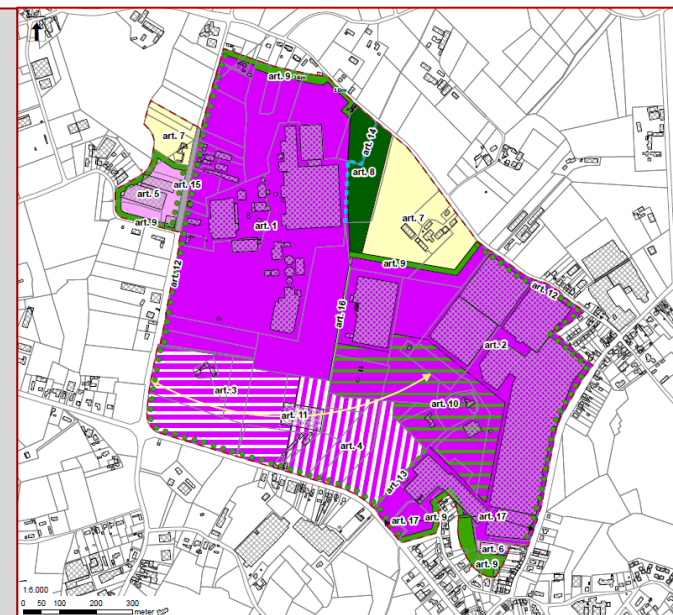 art. 9 24m
10m
art. 14
art. 7
art. 8
art. 15
art. 5
art. 7
art. 9
art. 1
art. 9
art. 12
art. 12
art. 16
art. 2
art. 3
art. 10
art. 11
art. 4
art. 13
art. 17
art. 9
art. 17
art. 6
art. 9
1:6.000
0 50 100 200 300
meter